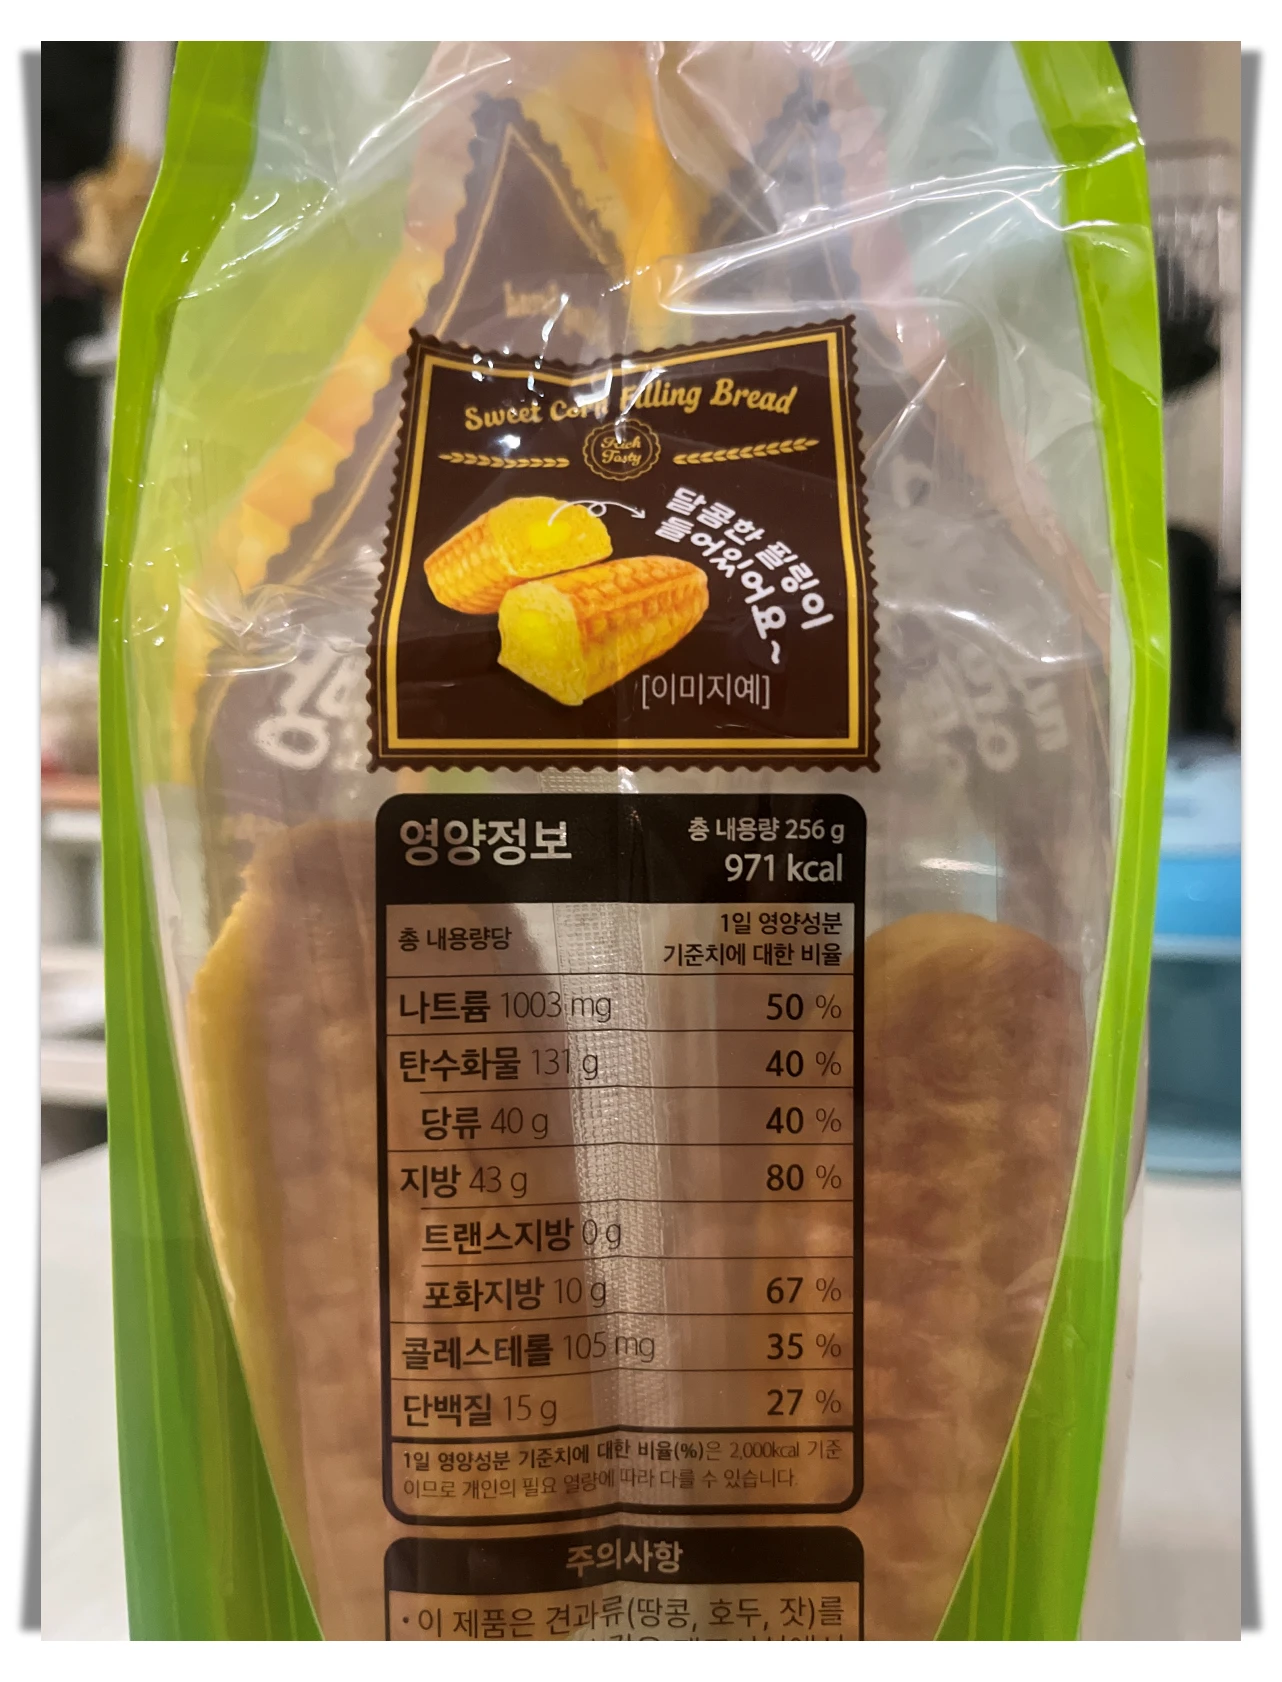 Sweet Corn Filling Bread
Rich
Tasty
달콤한 필링이
들어있어요~
[이미지예]
영양정보
총 내용량 256 g
971 kcal
총 내용량당
1일 영양성분
기준치에 대한 비율
나트륨 1003 mg 50 %
탄수화물 131 g 40 %
당류 40 g 40 %
지방 43 g 80 %
트랜스지방 0 g
포화지방 10 g 67 %
콜레스테롤 105 mg 35 %
단백질 15 g 27 %
1일 영양성분 기준치에 대한 비율(%)은 2,000kcal 기준
이므로 개인의 필요 열량에 따라 다를 수 있습니다.
주의사항
• 이 제품은 견과류(땅콩, 호두, 잣)를